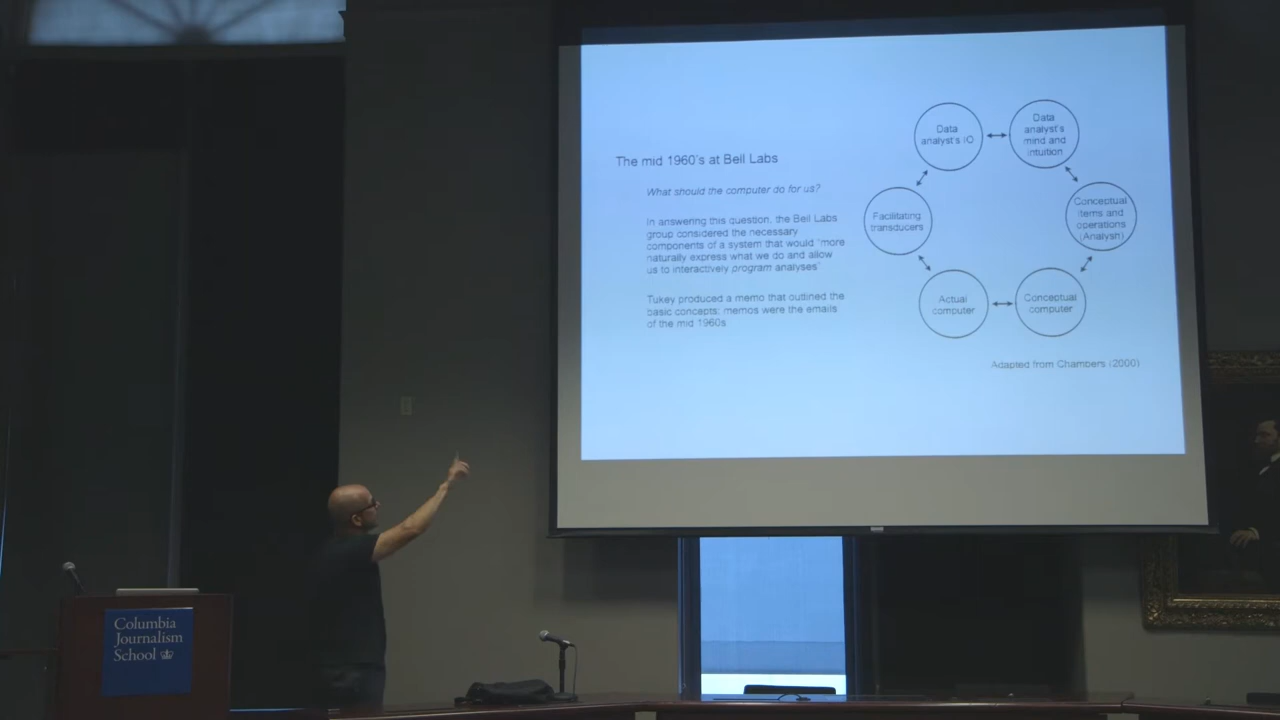 The mid 1960's at Bell Labs
What should the computer do for us?
In answering this question, the Bell Labs
group considered the necessary
components of a system that would "more
naturally express what we do and allow
us to interactively program analyses"
Tukey produced a memo that outlined the
basic concepts; memos were the emails
of the mid 1960s
Data
analyst's IO
Data
analyst's
mind and
intuition
Facilitating
transducers
Conceptual
items and
operations
(Analysh)
Actual
computer
Conceptual
computer
Adapted from Chambers (2000)
Columbia
Journalism
School